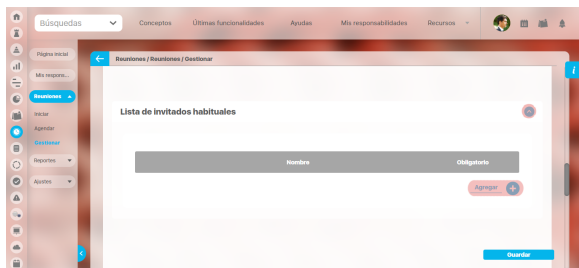 Búsquedas
Conceptos
Últimas funcionalidades
Ayudas
Mis responsabilidades
Recursos
Página inicial
Mis respons...
Reuniones
Iniciar
Agendar
Gestionar
Reportes
Ajustes
Reuniones / Reuniones / Gestionar
i
Lista de invitados habituales
Nombre
Obligatorio
Agregar
Guardar